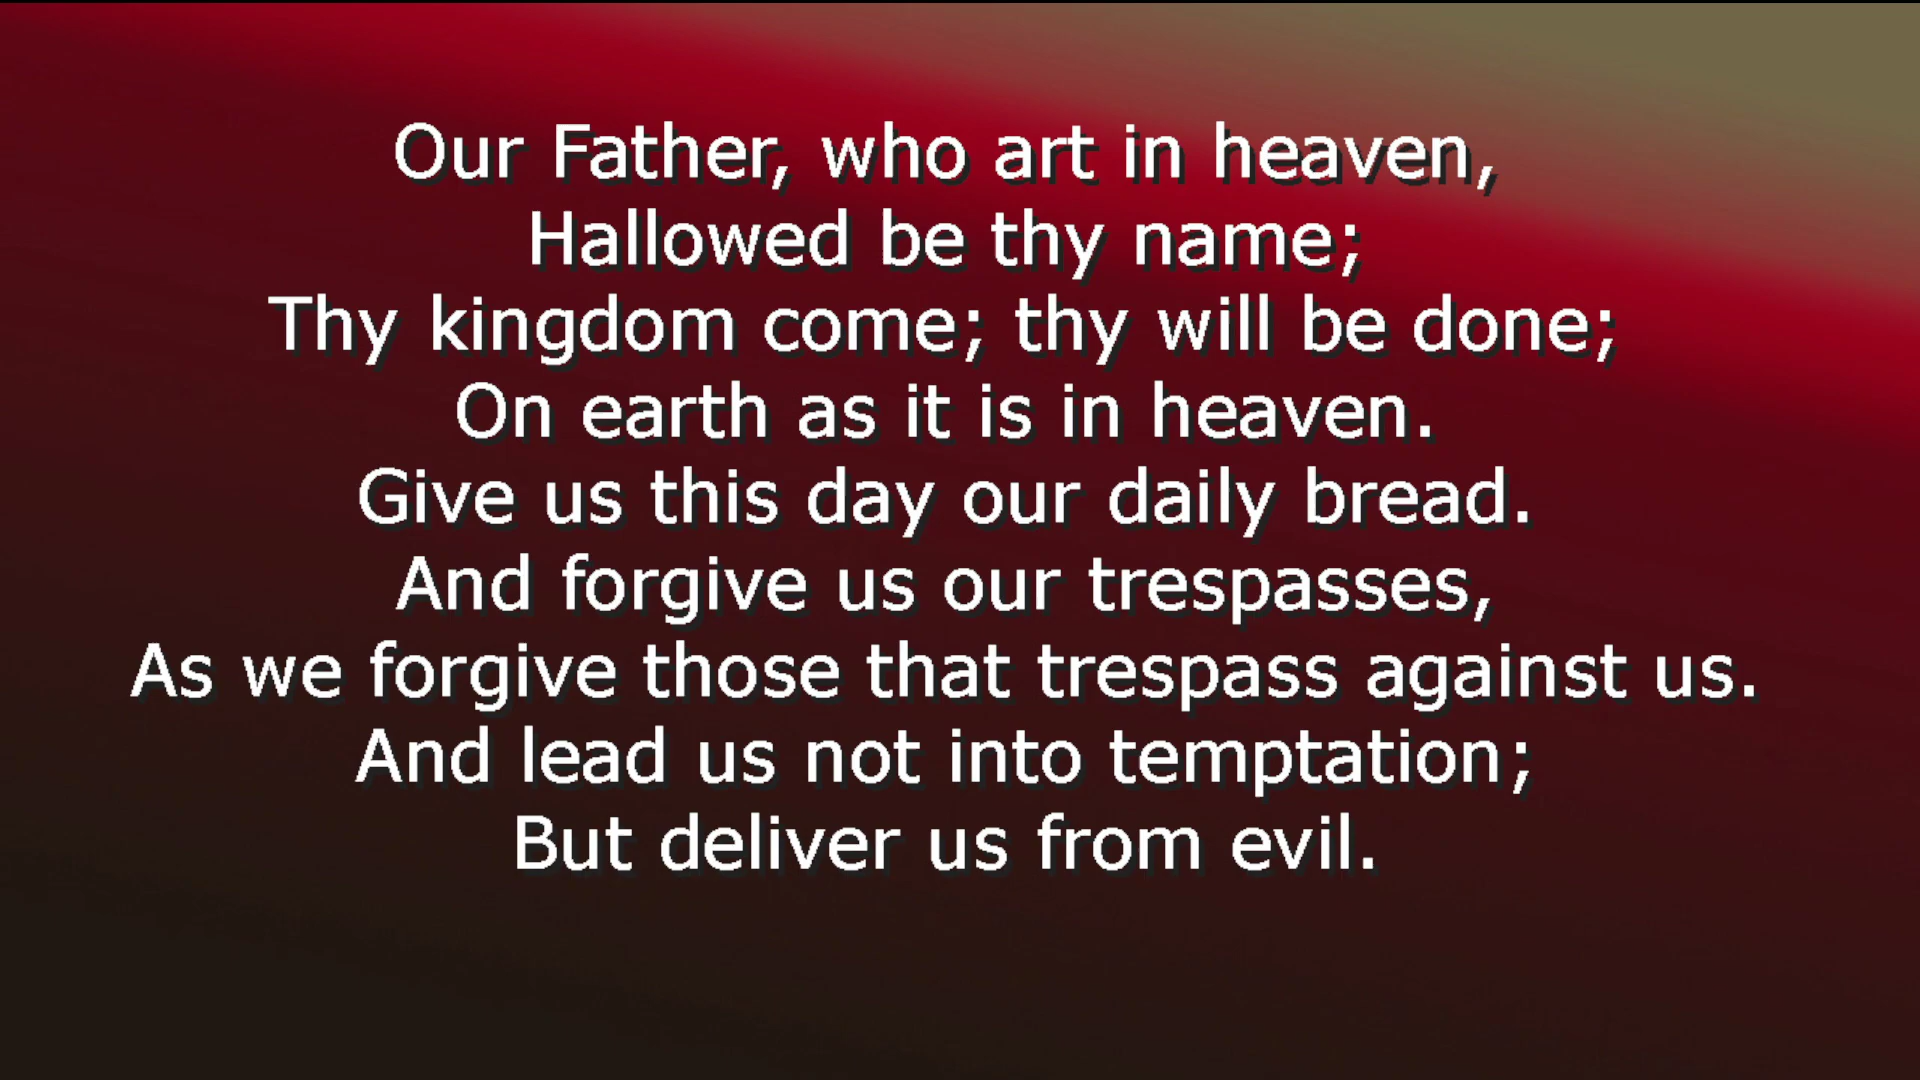 Our Father, who art in heaven,
Hallowed be thy name;
Thy kingdom come; thy will be done;
On earth as it is in heaven.
Give us this day our daily bread.
And forgive us our trespasses,
As we forgive those that trespass against us.
And lead us not into temptation;
But deliver us from evil.